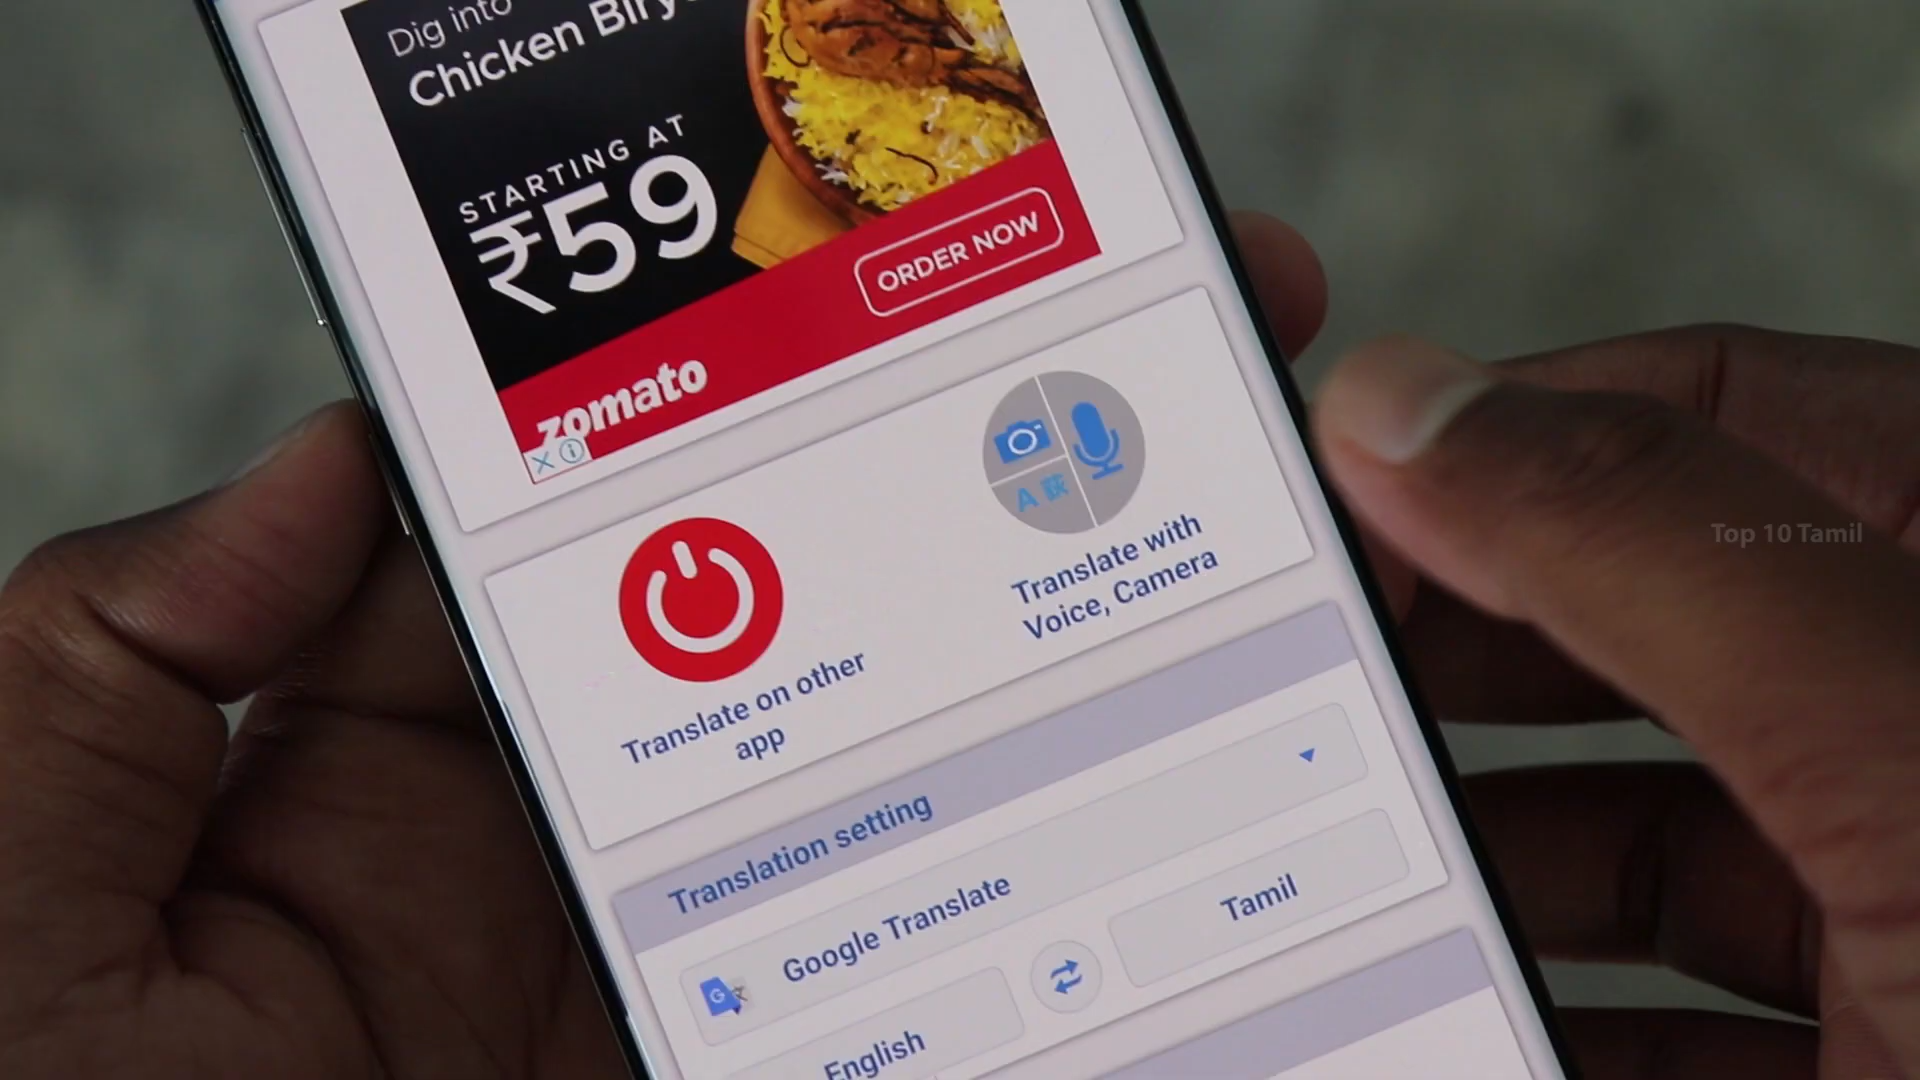 Dig into
Chicken
STARTING AT
₹59
ORDER NOW
zomato
Translate on other
app
A 获
Translate with
Voice, Camera
Translation setting
Google Translate
English
Tamil
Top 10 Tamil